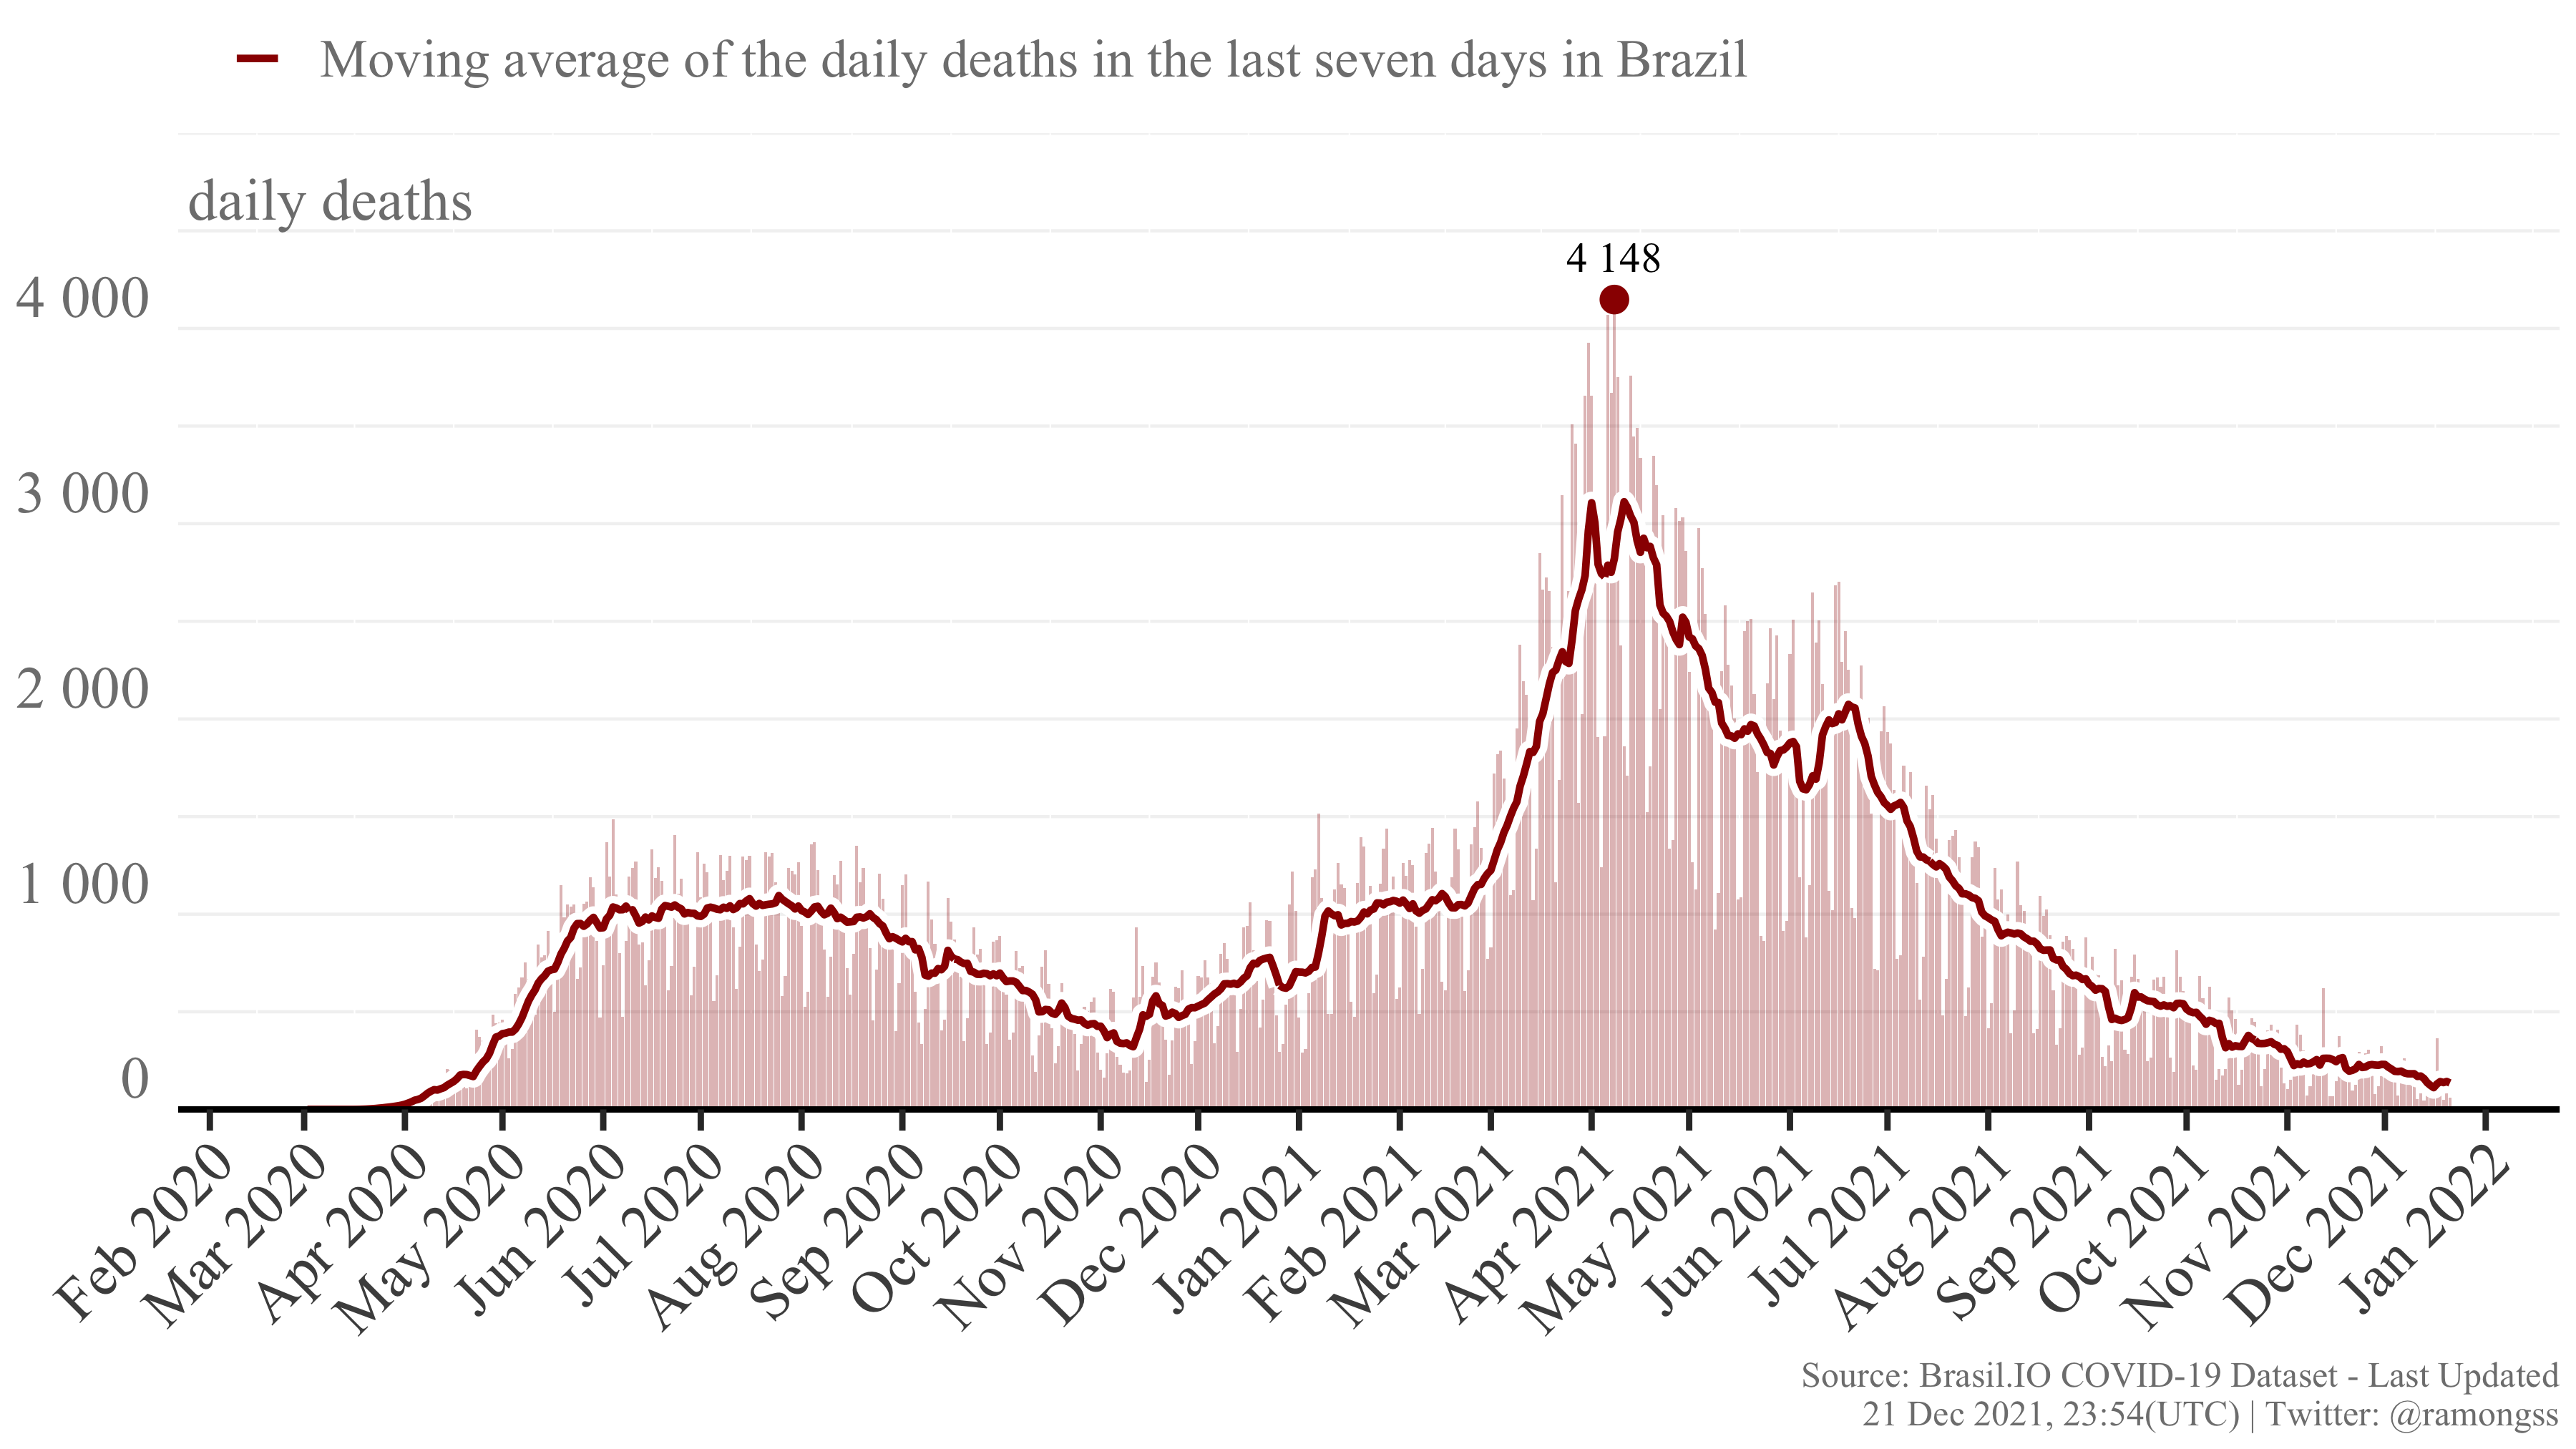 Moving average of the daily deaths in the last seven days in Brazil
daily deaths
4 148
4 000
3 000
2 000
1 000
0
Feb 2020
Mar 2020
Apr 2020
May 2020
Jun 2020
Jul 2020
Aug 2020
Sep 2020
Oct 2020
Nov 2020
Dec 2020
Jan 2021
Feb 2021
Mar 2021
Apr 2021
May 2021
Jun 2021
Jul 2021
Aug 2021
Sep 2021
Oct 2021
Nov 2021
Dec 2021
Jan 2022
Source: Brasil.IO COVID-19 Dataset - Last Updated
21 Dec 2021, 23:54(UTC) | Twitter: @ramongss